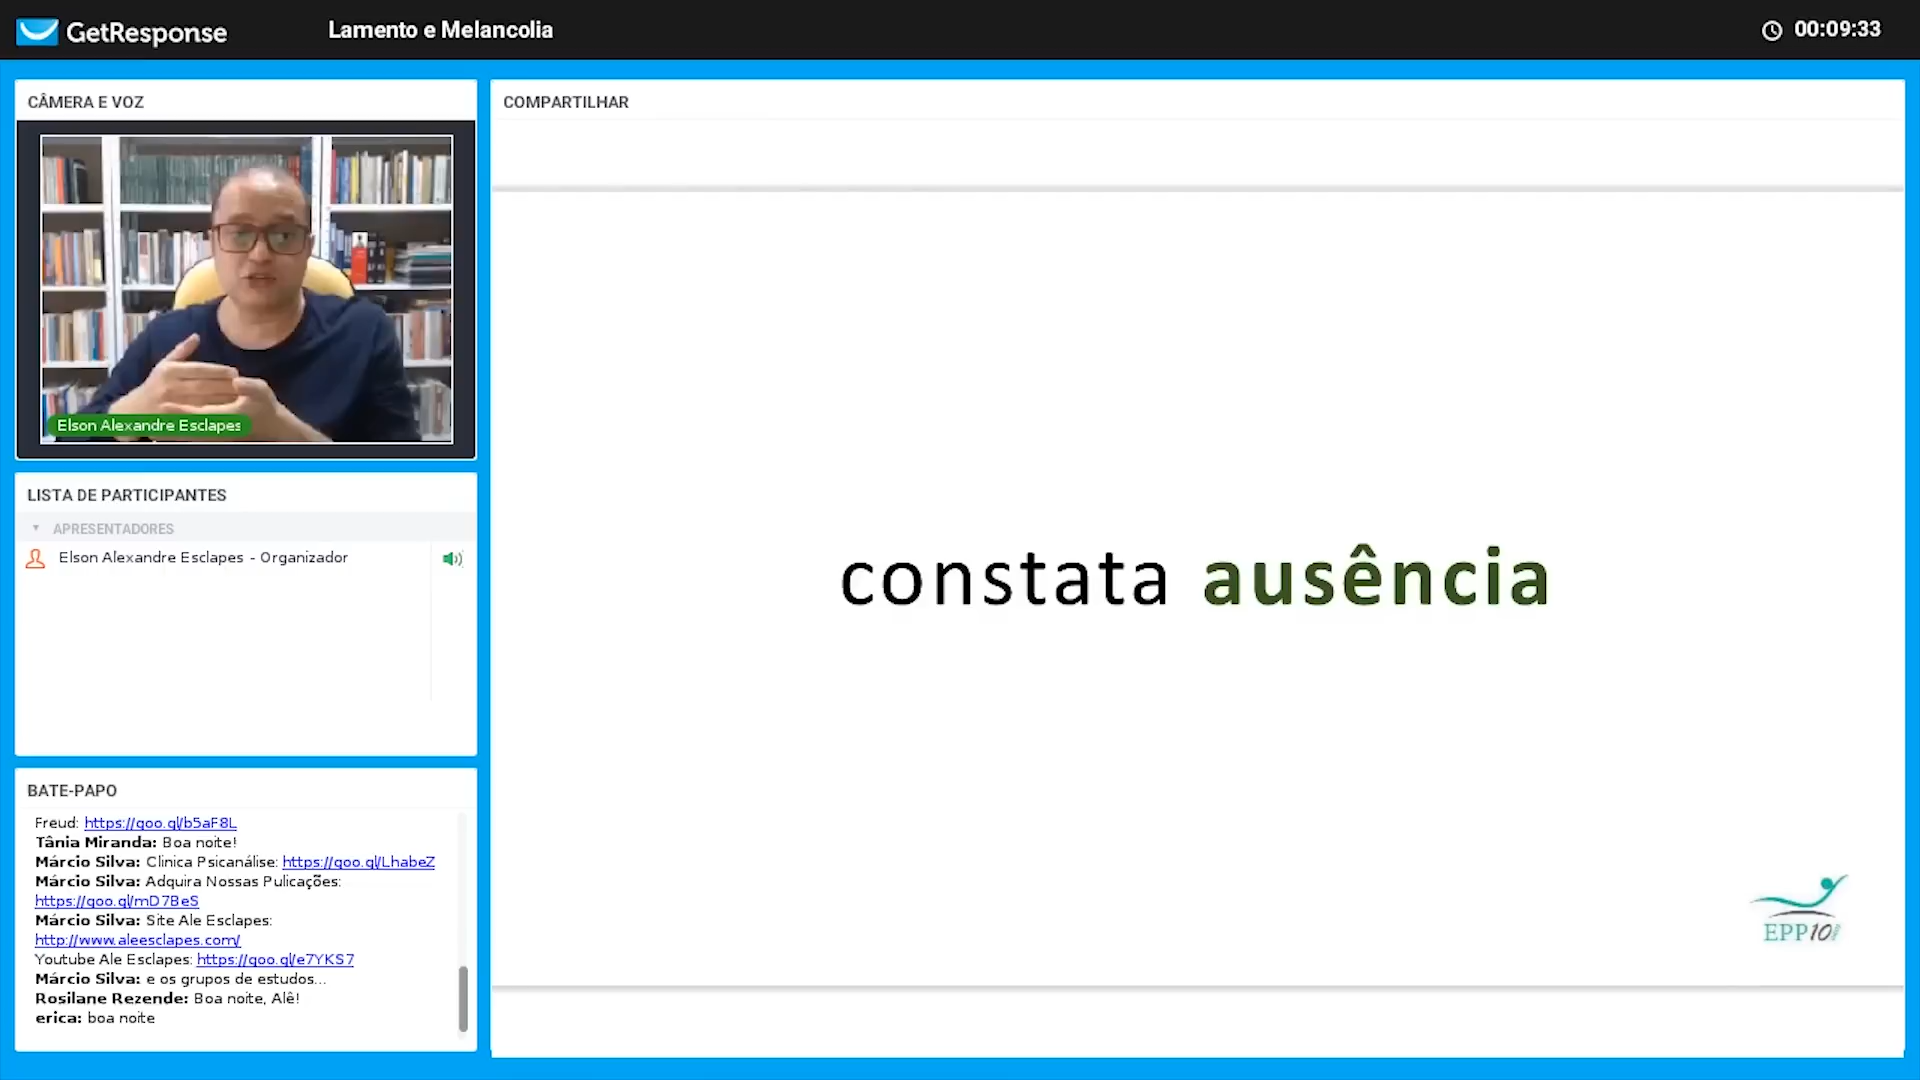 GetResponse
Lamento e Melancolia
00:09:33
CÂMERA E VOZ
Elson Alexandre Esclapes
LISTA DE PARTICIPANTES
APRESENTADORES
Elson Alexandre Esclapes - Organizador
BATE-PAPO
Freud: https://goo.gl/b5aF8L
Tânia Miranda: Boa noite!
Márcio Silva: Clinica Psicanálise: https://goo.gl/LhabeZ
Márcio Silva: Adquira Nossas Pulicações:
https://goo.gl/mD7BeS
Márcio Silva: Site Ale Esclapes:
http://www.aleesclapes.com/
Youtube Ale Esclapes: https://goo.gl/e7YKS7
Márcio Silva: e os grupos de estudos...
Rosilane Rezende: Boa noite, Alê!
erica: boa noite
COMPARTILHAR
constata ausência
EPP10